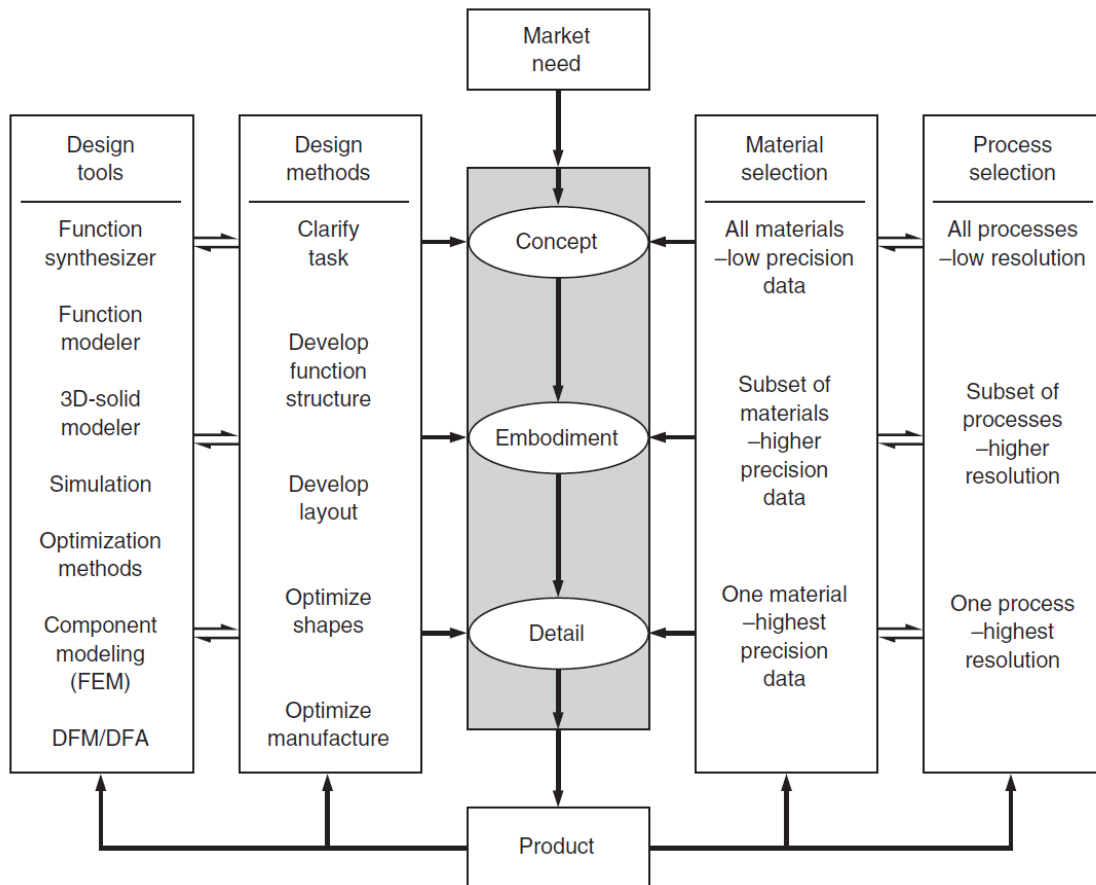 Market
need
Design
tools
Function
synthesizer
Function
modeler
3D-solid
modeler
Simulation
Optimization
methods
Component
modeling
(FEM)
DFM/DFA
Design
methods
Clarify
task
Develop
function
structure
Develop
layout
Optimize
shapes
Optimize
manufacture
Concept
Embodiment
Detail
Material
selection
All materials
–low precision
data
Subset of
materials
–higher
precision
data
One material
–highest
precision
data
Process
selection
All processes
–low resolution
Subset of
processes
–higher
resolution
One process
–highest
resolution
Product